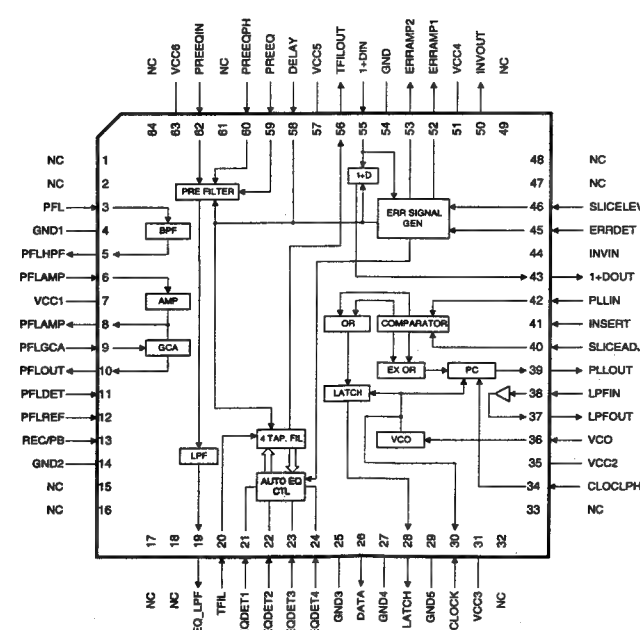 NC
VCC6
PREEQIN
NC
PREEQPH
PREEQ
DELAY
VCC5
TFILOUT
1+DIN
GND
ERRAMP2
ERRAMP1
VCC4
INVOUT
NC
64
63
62
61
60
59
58
57
56
55
54
53
52
51
50
49
NC 1
NC 2
PFL 3
GND1 4
PFLHPF 5
PFLAMP 6
VCC1 7
PFLAMP 8
PFLGCA 9
PFLOUT 10
PFLDET 11
PFLREF 12
REC/PB 13
GND2 14
NC 15
NC 16
PRE FILTER
1+D
ERR SIGNAL GEN
BPF
AMP
GCA
OR
COMPARATOR
EX OR
PC
LATCH
VCO
4 TAP. FIL
LPF
AUTO EQ CTL
48 NC
47 NC
46 SLICELEV
45 ERRDET
44 INVIN
43 1+DOUT
42 PLLIN
41 INSERT
40 SLICEADJ
39 PLLOUT
38 LPFIN
37 LPFOUT
36 VCO
35 VCC2
34 CLOCLPH
33 NC
17
18
19
20
21
22
23
24
25
26
27
28
29
30
31
32
NC
NC
EQ_LPF
TFIL
EQDET1
EQDET2
EQDET3
EQDET4
GND3
DATA
GND4
LATCH
GND5
CLOCK
VCC3
NC